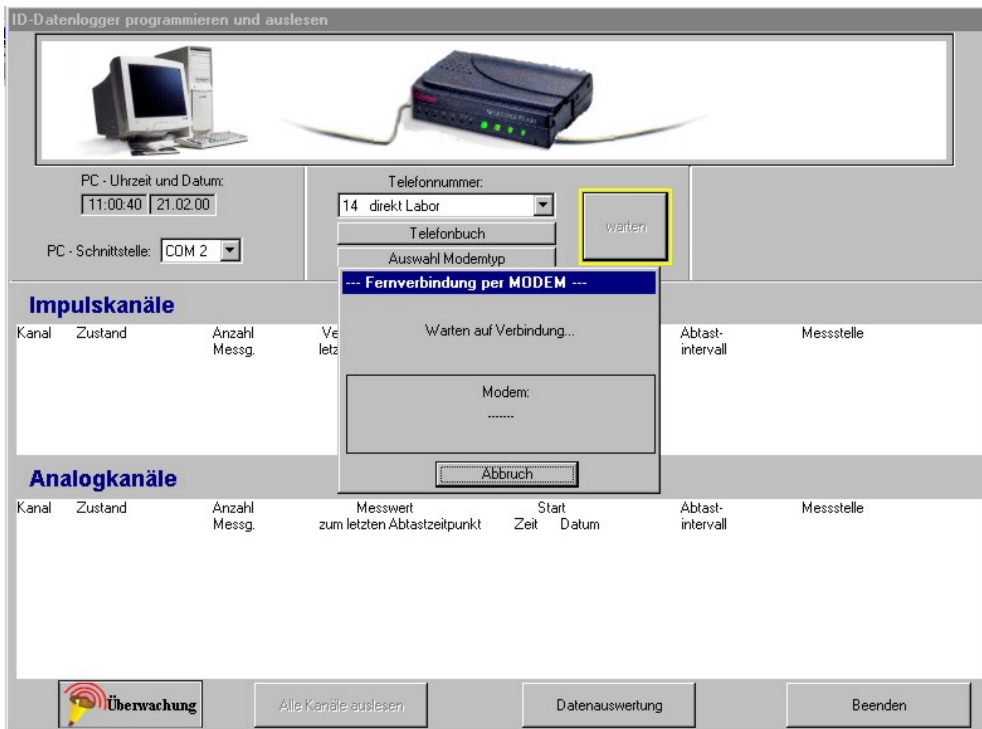 ID-Datenlogger programmieren und auslesen
PC - Uhrzeit und Datum:
11:00:40 21.02.00
PC - Schnittstelle: COM 2
Telefonnummer:
14 direkt Labor
Telefonbuch
Auswahl Modemtyp
warten
--- Fernverbindung per MODEM ---
Warten auf Verbindung...
Modem:
-------
Abbruch
Impulskanäle
Kanal Zustand Anzahl Messg. Abtast-intervall Messstelle
Analogkanäle
Kanal Zustand Anzahl Messwert Start Abtast- Messstelle
Messg. zum letzten Abtastzeitpunkt Zeit Datum intervall
Überwachung
Alle Kanäle auslesen
Datenauswertung
Beenden